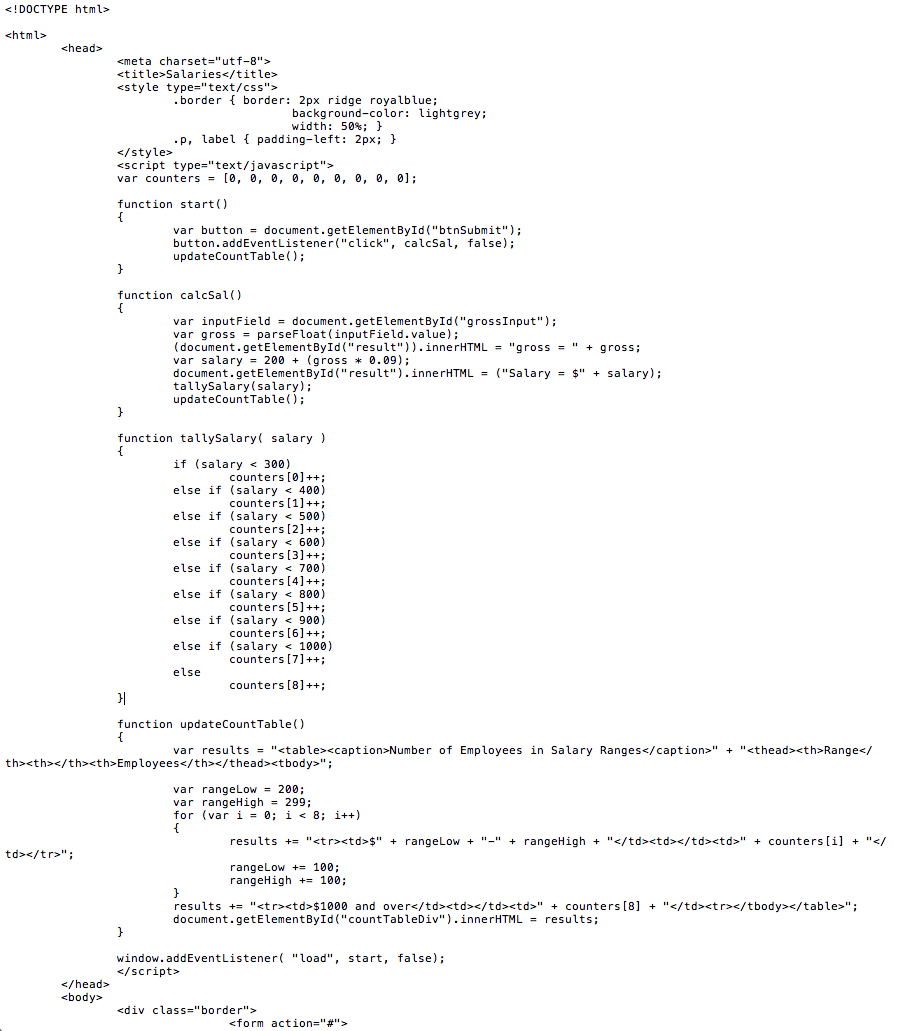 <!DOCTYPE html>
<html>
<head>
<meta charset="utf-8">
<title>Salaries</title>
<style type="text/css">
.border { border: 2px ridge royalblue;
background-color: lightgrey;
width: 50%; }
.p, label { padding-left: 2px; }
</style>
<script type="text/javascript">
var counters = [0, 0, 0, 0, 0, 0, 0, 0, 0];
function start()
{
var button = document.getElementById("btnSubmit");
button.addEventListener("click", calcSal, false);
updateCountTable();
}
function calcSal()
{
var inputField = document.getElementById("grossInput");
var gross = parseFloat(inputField.value);
(document.getElementById("result")).innerHTML = "gross = " + gross;
var salary = 200 + (gross * 0.09);
document.getElementById("result").innerHTML = ("Salary = $" + salary);
tallySalary(salary);
updateCountTable();
}
function tallySalary( salary )
{
if (salary < 300)
counters[0]++;
else if (salary < 400)
counters[1]++;
else if (salary < 500)
counters[2]++;
else if (salary < 600)
counters[3]++;
else if (salary < 700)
counters[4]++;
else if (salary < 800)
counters[5]++;
else if (salary < 900)
counters[6]++;
else if (salary < 1000)
counters[7]++;
else
counters[8]++;
}
function updateCountTable()
{
var results = "<table><caption>Number of Employees in Salary Ranges</caption>" + "<thead><th>Range</
th><th></th><th>Employees</th></thead><tbody>";
var rangeLow = 200;
var rangeHigh = 299;
for (var i = 0; i < 8; i++)
{
results += "<tr><td>$" + rangeLow + "-" + rangeHigh + "</td><td></td><td>" + counters[i] + "</
td></tr>";
rangeLow += 100;
rangeHigh += 100;
}
results += "<tr><td>$1000 and over</td><td></td><td>" + counters[8] + "</td><tr></tbody></table>";
document.getElementById("countTableDiv").innerHTML = results;
}
window.addEventListener( "load", start, false);
</script>
</head>
<body>
<div class="border">
<form action="#">